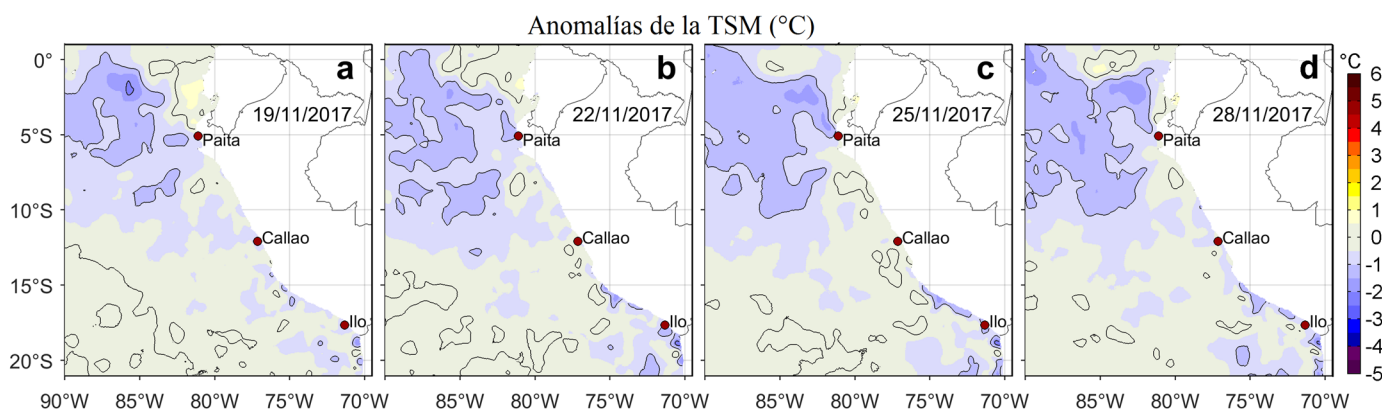 Anomalías de la TSM (°C)
a
19/11/2017
Paita
Callao
Ilo
b
22/11/2017
Paita
Callao
Ilo
c
25/11/2017
Paita
Callao
Ilo
d
28/11/2017
Paita
Callao
Ilo
0°
5°S
10°S
15°S
20°S
90°W 85°W 80°W 75°W 70°W
85°W 80°W 75°W 70°W
85°W 80°W 75°W 70°W
85°W 80°W 75°W 70°W
°C
6
5
4
3
2
1
0
-1
-2
-3
-4
-5